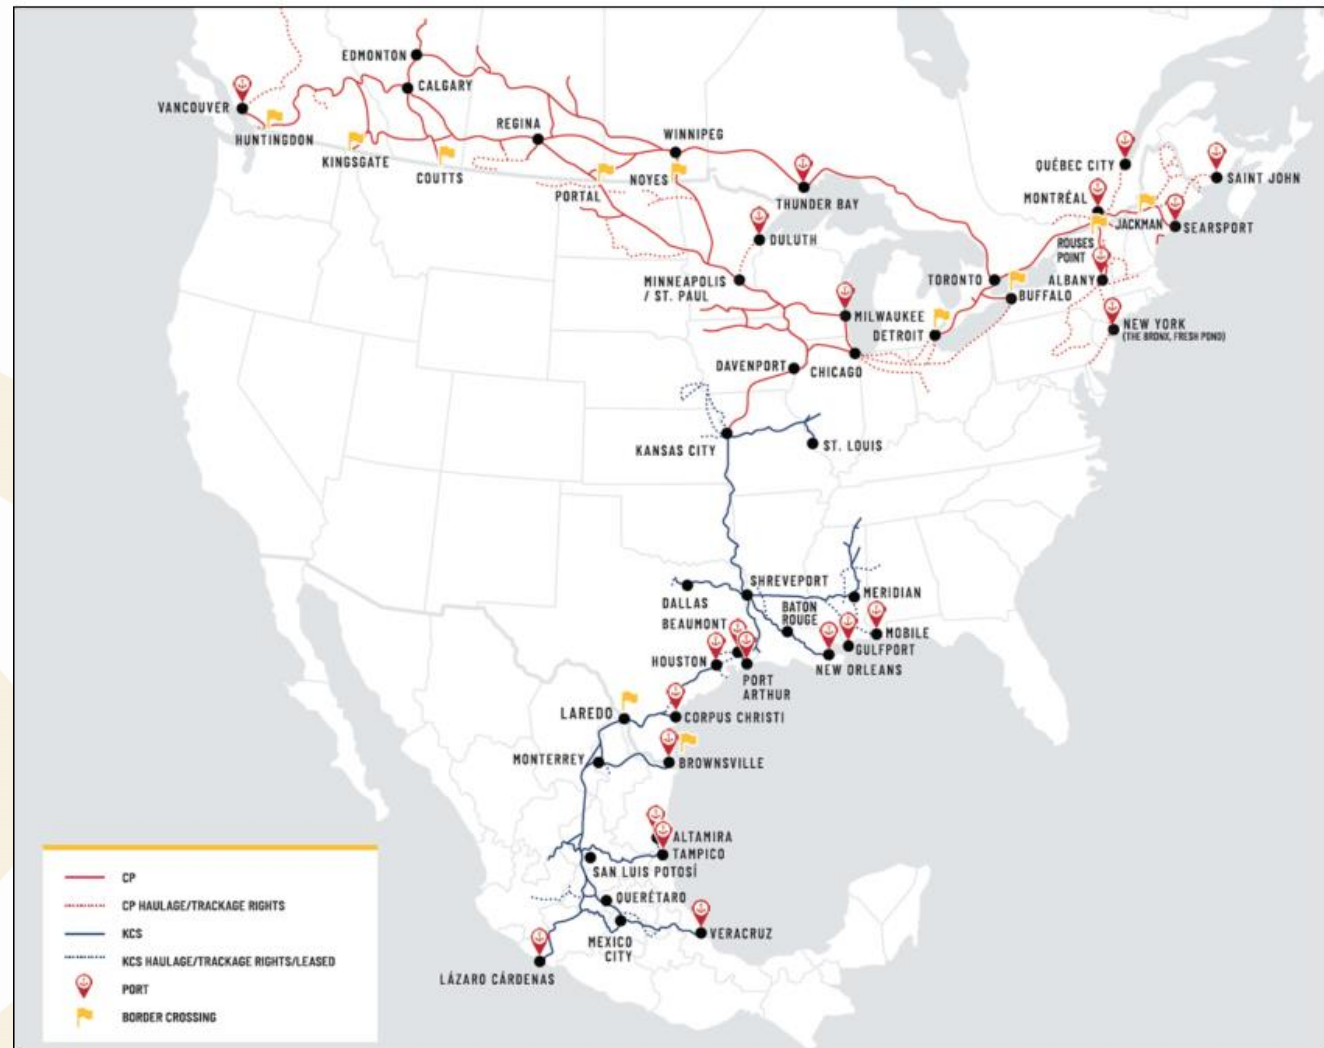 EDMONTON
CALGARY
VANCOUVER
HUNTINGDON
REGINA
WINNIPEG
KINGSGATE
COUTTS
PORTAL
NOYES
THUNDER BAY
QUÉBEC CITY
SAINT JOHN
MONTRÉAL
JACKMAN
SEARSPORT
ROUSES
POINT
DULUTH
MINNEAPOLIS
/ ST. PAUL
TORONTO
ALBANY
BUFFALO
MILWAUKEE
DETROIT
NEW YORK
(THE BRONX, FRESH POND)
DAVENPORT
CHICAGO
KANSAS CITY
ST. LOUIS
SHREVEPORT
DALLAS
MERIDIAN
BATON
ROUGE
BEAUMONT
MOBILE
GULFPORT
HOUSTON
NEW ORLEANS
PORT
ARTHUR
LAREDO
CORPUS CHRISTI
MONTERREY
BROWNSVILLE
ALTAMIRA
TAMPICO
SAN LUIS POTOSÍ
QUERÉTARO
VERACRUZ
MEXICO
CITY
LÁZARO CÁRDENAS
CP
CP HAULAGE/TRACKAGE RIGHTS
KCS
KCS HAULAGE/TRACKAGE RIGHTS/LEASED
PORT
BORDER CROSSING